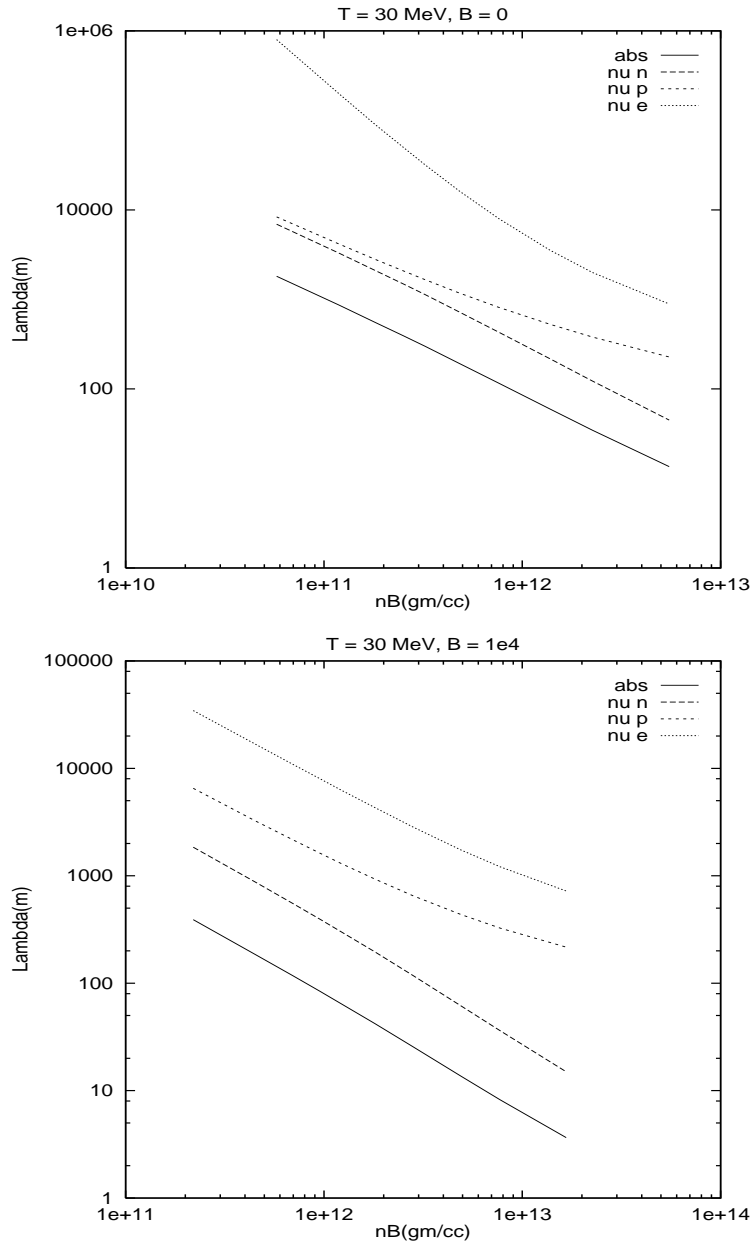 T = 30 MeV, B = 0
1e+06
10000
100
1
Lambda(m)
abs
nu n
nu p
nu e
1e+10
1e+11
1e+12
1e+13
nB(gm/cc)
T = 30 MeV, B = 1e4
100000
10000
1000
100
10
1
Lambda(m)
abs
nu n
nu p
nu e
1e+11
1e+12
1e+13
1e+14
nB(gm/cc)